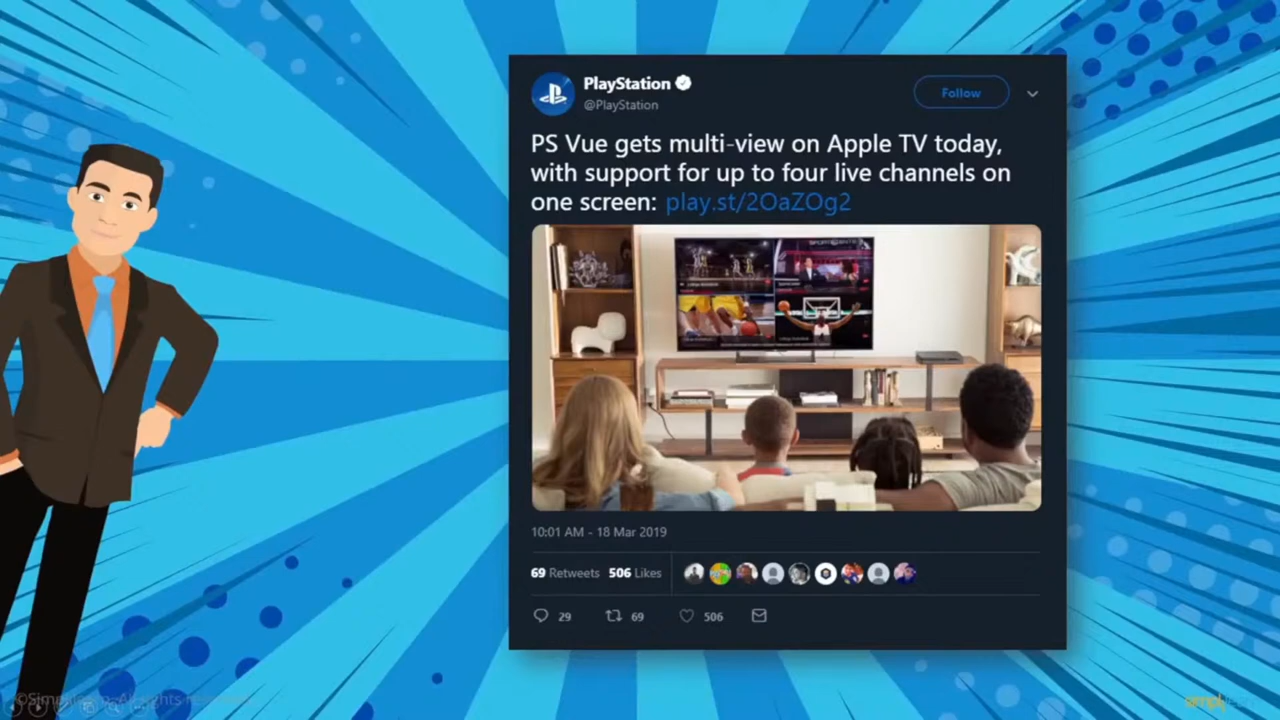 PlayStation
@PlayStation
Follow
PS Vue gets multi-view on Apple TV today,
with support for up to four live channels on
one screen: play.st/2OaZOg2
10:01 AM - 18 Mar 2019
69 Retweets 506 Likes
29 69 506